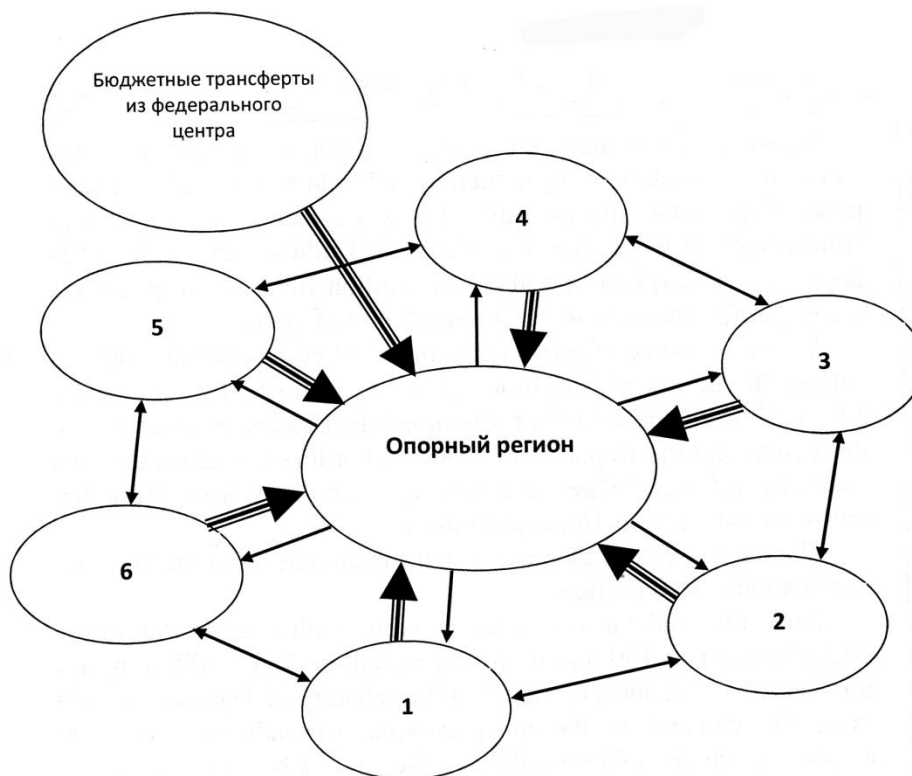 Бюджетные трансферты
из федерального
центра
4
5
3
Опорный регион
6
2
1